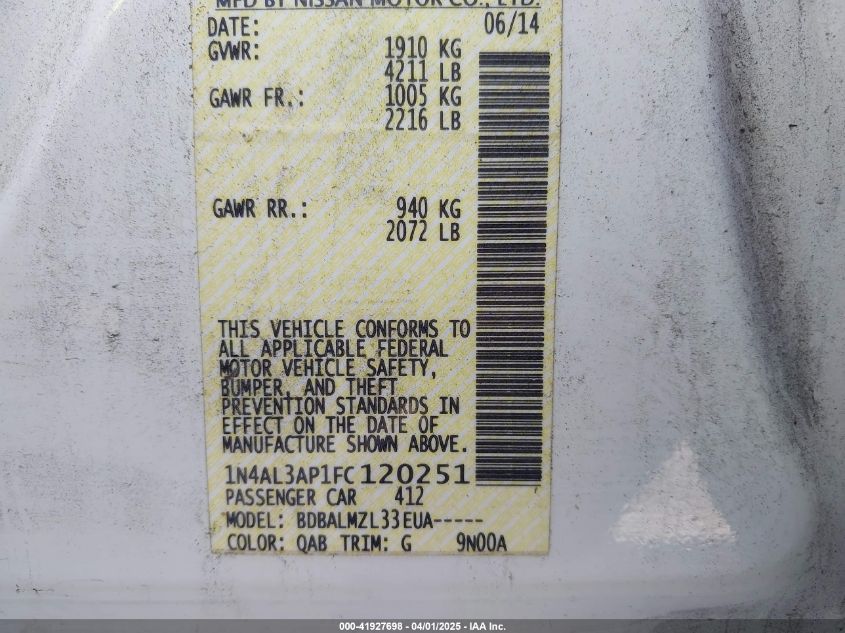 MFD BY NISSAN MOTOR CO., LTD.
DATE: 06/14
GVWR: 1910 KG
4211 LB
GAWR FR.: 1005 KG
2216 LB
GAWR RR.: 940 KG
2072 LB
THIS VEHICLE CONFORMS TO
ALL APPLICABLE FEDERAL
MOTOR VEHICLE SAFETY,
BUMPER, AND THEFT
PREVENTION STANDARDS IN
EFFECT ON THE DATE OF
MANUFACTURE SHOWN ABOVE.
1N4AL3AP1FC120251
PASSENGER CAR 412
MODEL: BDBALMZL33EUA-----
COLOR: QAB TRIM: G 9N00A
000-41927698 - 04/01/2025 - IAA Inc.